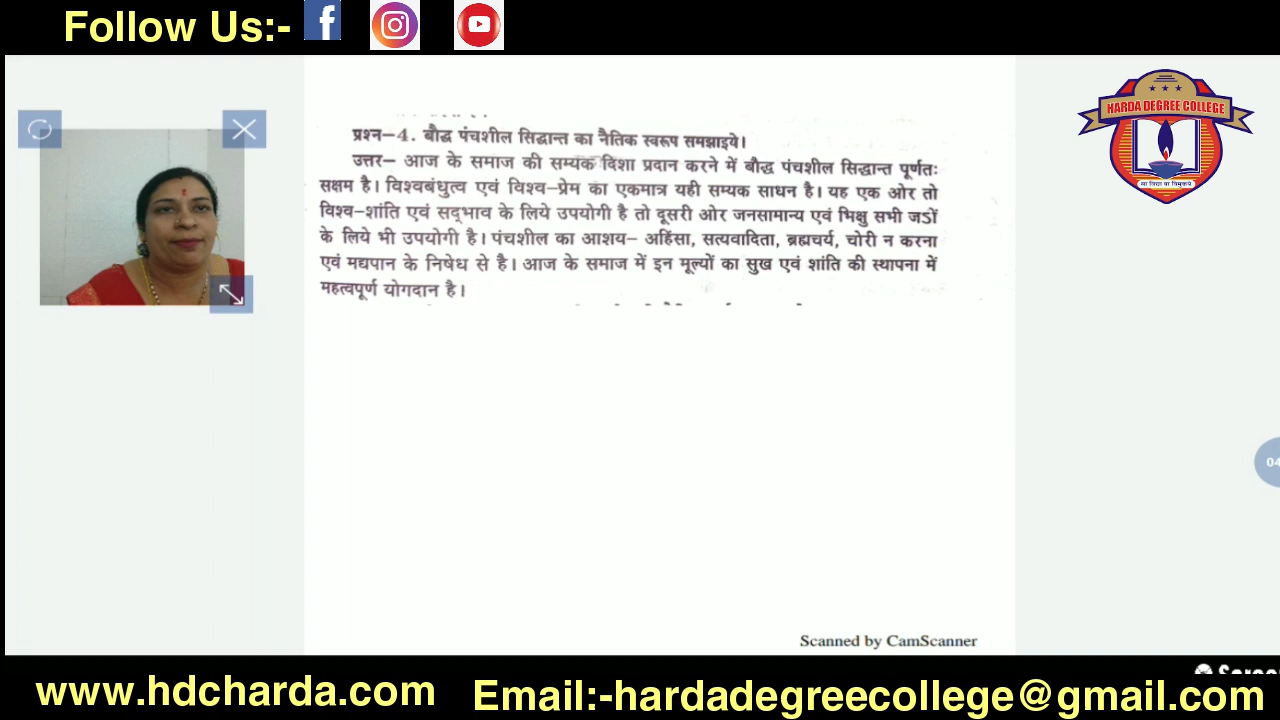 Follow Us:-
HARDA DEGREE COLLEGE
सा विद्या या विमुक्तये
प्रश्न–4. बौद्ध पंचशील सिद्धान्त का नैतिक स्वरूप समझाइये।
उत्तर– आज के समाज की सम्यक दिशा प्रदान करने में बौद्ध पंचशील सिद्धान्त पूर्णतः
सक्षम है। विश्वबंधुत्व एवं विश्व–प्रेम का एकमात्र यही सम्यक साधन है। यह एक ओर तो
विश्व–शांति एवं सद्भाव के लिये उपयोगी है तो दूसरी ओर जनसामान्य एवं भिक्षु सभी जडों
के लिये भी उपयोगी है। पंचशील का आशय– अहिंसा, सत्यवादिता, ब्रह्मचर्य, चोरी न करना
एवं मद्यपान के निषेध से है। आज के समाज में इन मूल्यों का सुख एवं शांति की स्थापना में
महत्वपूर्ण योगदान है।
04
Scanned by CamScanner
www.hdcharda.com
Email:-hardadegreecollege@gmail.com